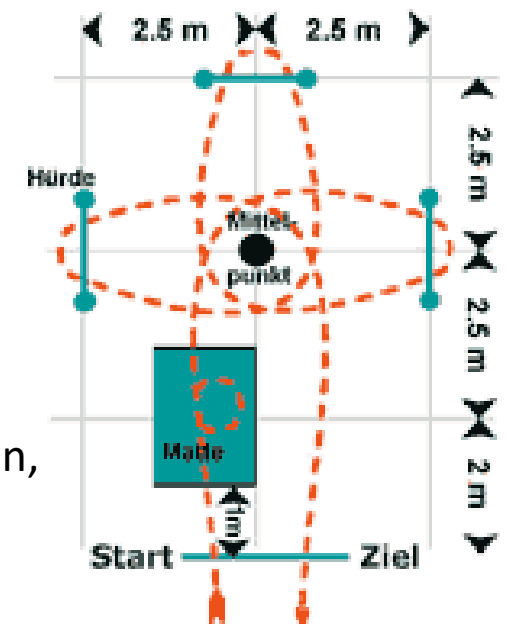 2.5 m 2.5 m
2.5 m
Hürde
Mittel-
punkt
2.5 m
n,
Matte
2 m
1m
Start Ziel